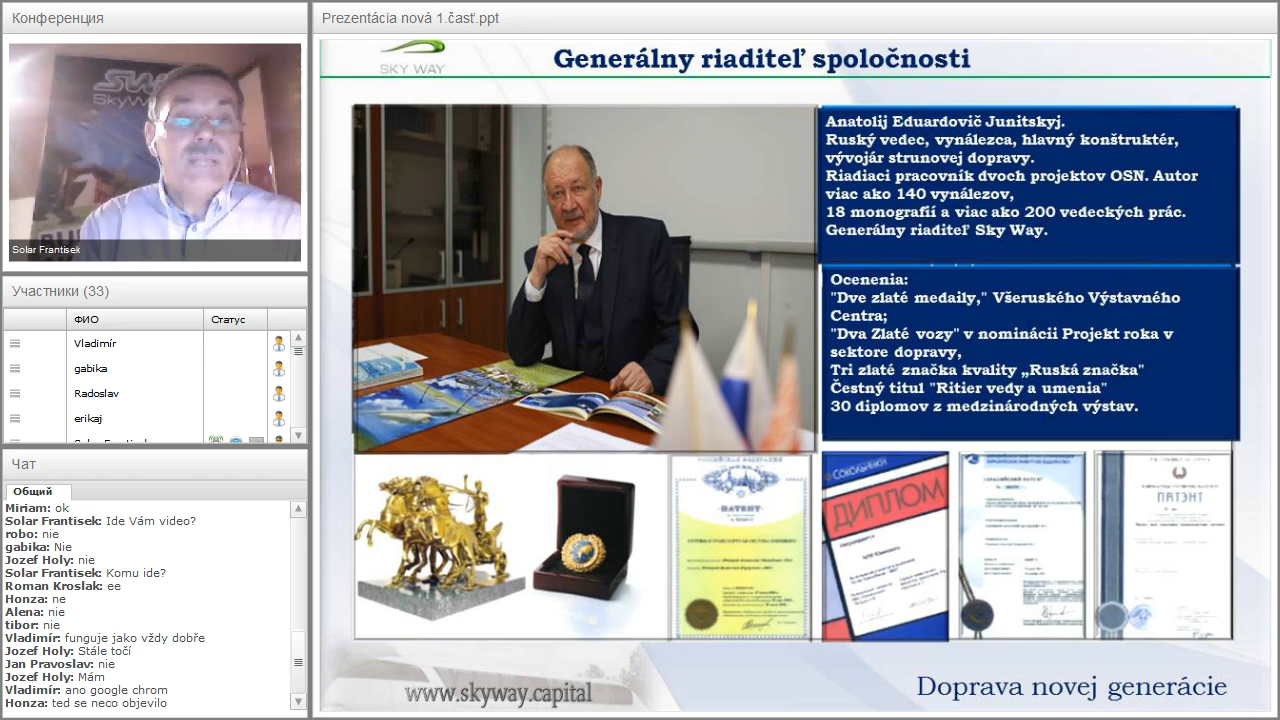 Конференция
SkyW
Solar Frantisek
Участники (33)
ФИО
Статус
Vladimír
gabika
Radoslav
erikaj
Чат
Общий
Miriam: ok
Solar Frantisek: Ide Vám video?
robo: nie
gabika: Nie
Jozef Holy: nie
Solar Frantisek: Komu ide?
Roman Kroslak: nie
Honza: ne
Alana: nie
tibor: nie
Vladimír: funguje jako vždy dobře
Jozef Holy: Stále točí
Jan Pravoslav: nie
Jozef Holy: Mám
Vladimír: ano google chrom
Honza: ted se neco objevilo
Prezentácia nová 1.časť.ppt
SKY WAY
Generálny riaditeľ spoločnosti
Anatolij Eduardovič Junitskyj.
Ruský vedec, vynálezca, hlavný konštruktér,
vývojár strunovej dopravy.
Riadiaci pracovník dvoch projektov OSN. Autor
viac ako 140 vynálezov,
18 monografií a viac ako 200 vedeckých prác.
Generálny riaditeľ Sky Way.
Ocenenia:
"Dve zlaté medaily," Všeruského Výstavného
Centra;
"Dva Zlaté vozy" v nominácii Projekt roka v
sektore dopravy,
Tri zlaté značka kvality „Ruská značka"
Čestný titul "Ritier vedy a umenia"
30 diplomov z medzinárodných výstav.
ПАТЕНТ
СОКОЛЬНИКИ
ДИПЛОМ
ПАТЭНТ
www.skyway.capital
Doprava novej generácie